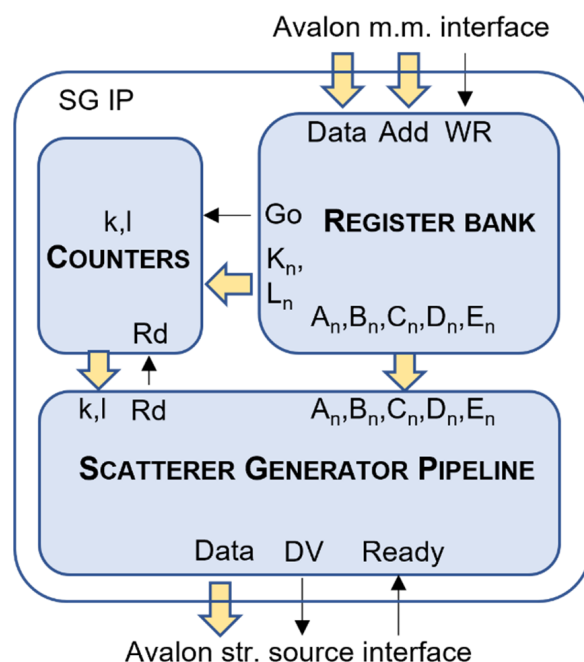 Avalon m.m. interface
SG IP
Data Add WR
k,l
COUNTERS
Go
REGISTER BANK
Kₙ,
Lₙ
Aₙ,Bₙ,Cₙ,Dₙ,Eₙ
Rd
k,l Rd
Aₙ,Bₙ,Cₙ,Dₙ,Eₙ
SCATTERER GENERATOR PIPELINE
Data DV Ready
Avalon str. source interface